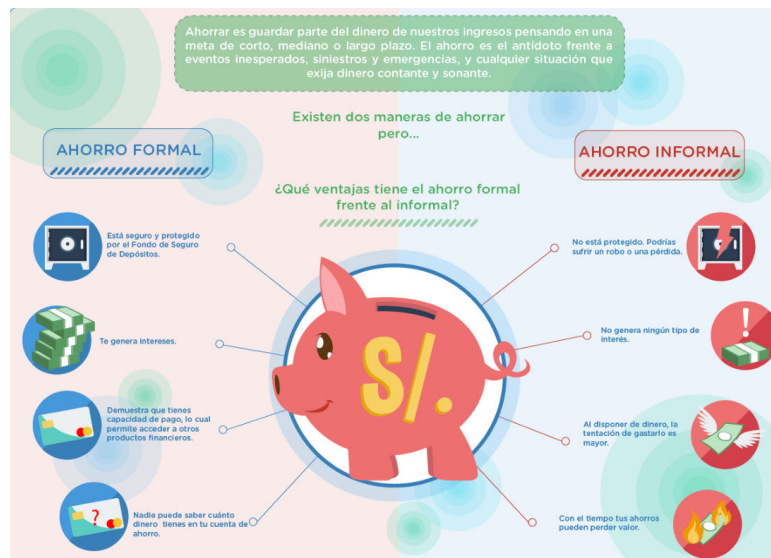 Ahorrar es guardar parte del dinero de nuestros ingresos pensando en una
meta de corto, mediano o largo plazo. El ahorro es el antídoto frente a
eventos inesperados, siniestros y emergencias, y cualquier situación que
exija dinero contante y sonante.
Existen dos maneras de ahorrar
pero...
AHORRO FORMAL
AHORRO INFORMAL
¿Qué ventajas tiene el ahorro formal
frente al informal?
Está seguro y protegido
por el Fondo de Seguro
de Depósitos.
No está protegido. Podrías
sufrir un robo o una pérdida.
Te genera intereses.
No genera ningún tipo de
interés.
S/.
Demuestra que tienes
capacidad de pago, lo cual
permite acceder a otros
productos financieros.
Al disponer de dinero, la
tentación de gastarlo es
mayor.
?
Nadie puede saber cuánto
dinero tienes en tu cuenta de
ahorro.
Con el tiempo tus ahorros
pueden perder valor.